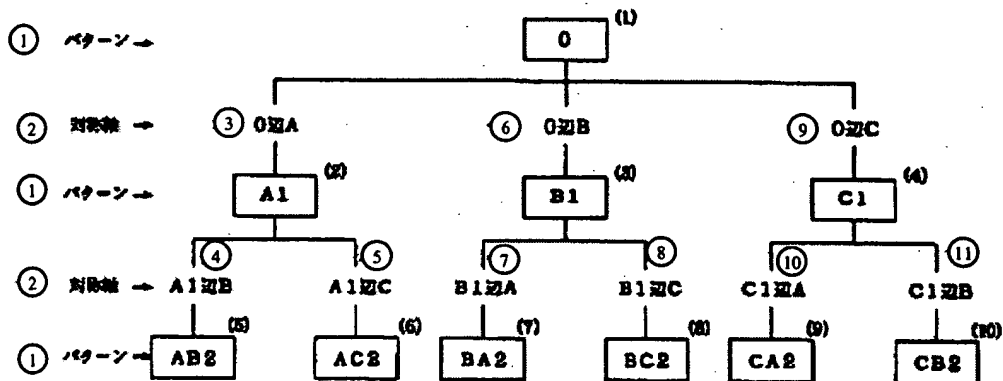 ① パターン→ 0 (1)
② 対称軸→ ③ 0辺A ⑥ 0辺B ⑨ 0辺C
① パターン→ A1 (2) B1 (3) C1 (4)
④ ⑤ ⑦ ⑧ ⑩ ⑪
② 対称軸→ A1辺B A1辺C B1辺A B1辺C C1辺A C1辺B
① パターン→ AB2 (5) AC2 (6) BA2 (7) BC2 (8) CA2 (9) CB2 (10)